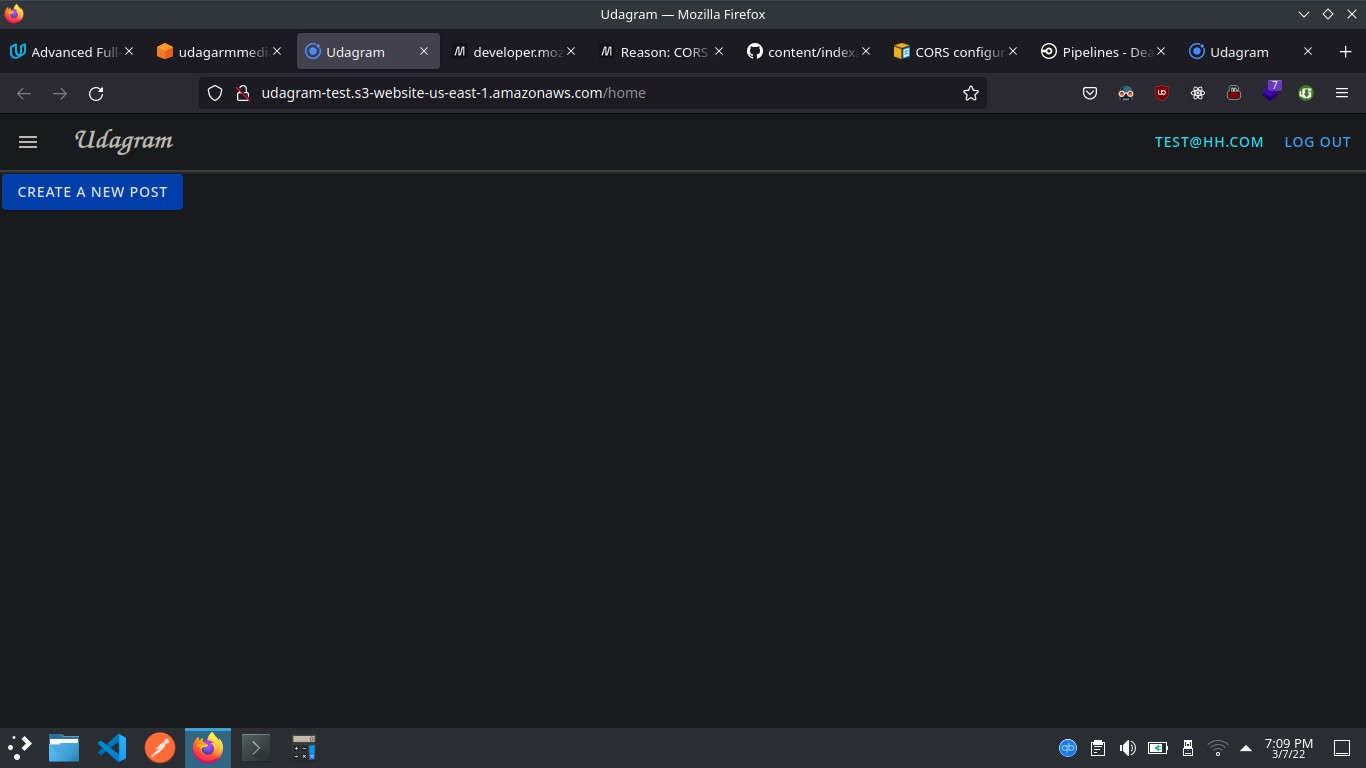 Udagram — Mozilla Firefox
Advanced Full-
udagarmmedi
Udagram
developer.moz
Reason: CORS
content/index.
CORS configur
Pipelines - Dea
Udagram
udagram-test.s3-website-us-east-1.amazonaws.com/home
7
Udagram
TEST@HH.COM
LOG OUT
CREATE A NEW POST
7:09 PM
3/7/22